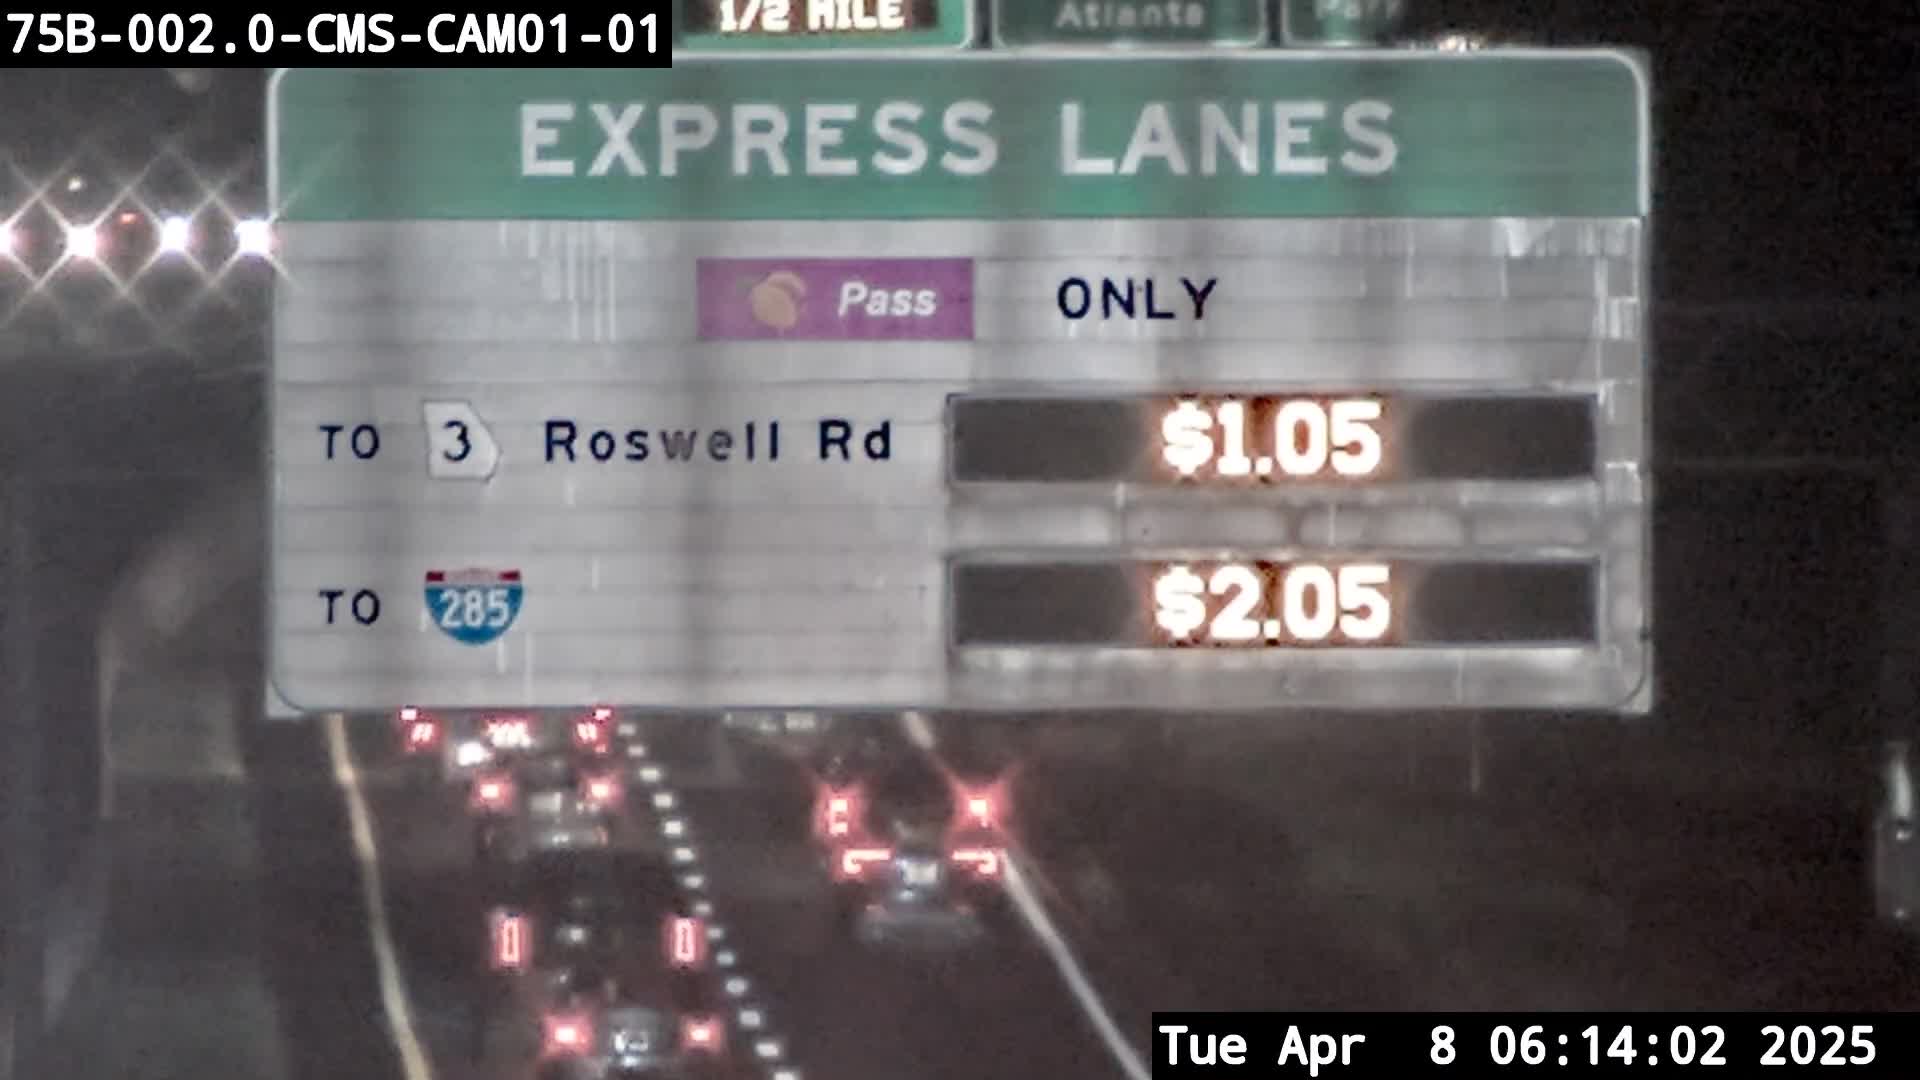 75B-002.0-CMS-CAM01-01
1/2 MILE
Atlanta
EXPRESS LANES
Pass ONLY
TO 3 Roswell Rd $1.05
TO 285 $2.05
Tue Apr 8 06:14:02 2025